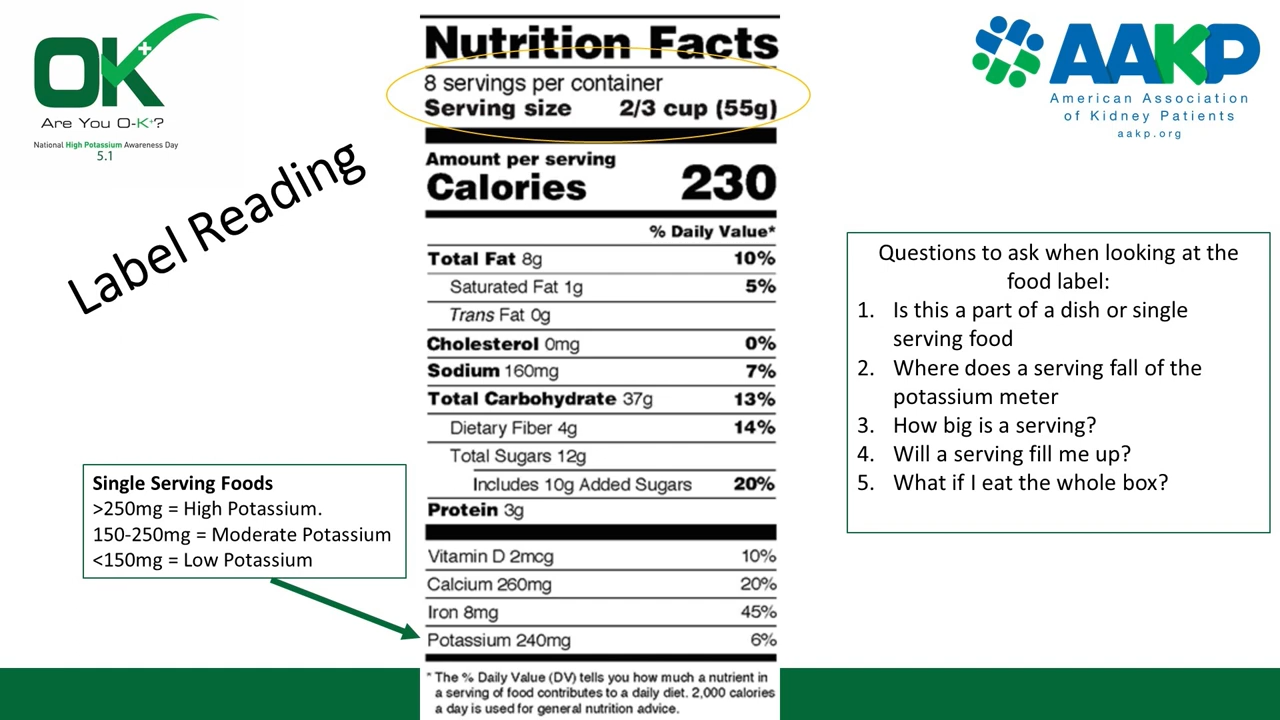 OK+
Are You O-K+?
National High Potassium Awareness Day
5.1
Label Reading
Nutrition Facts
8 servings per container
Serving size 2/3 cup (55g)
Amount per serving
Calories 230
% Daily Value*
Total Fat 8g 10%
Saturated Fat 1g 5%
Trans Fat 0g
Cholesterol 0mg 0%
Sodium 160mg 7%
Total Carbohydrate 37g 13%
Dietary Fiber 4g 14%
Total Sugars 12g
Includes 10g Added Sugars 20%
Protein 3g
Vitamin D 2mcg 10%
Calcium 260mg 20%
Iron 8mg 45%
Potassium 240mg 6%
* The % Daily Value (DV) tells you how much a nutrient in
a serving of food contributes to a daily diet. 2,000 calories
a day is used for general nutrition advice.
Single Serving Foods
>250mg = High Potassium.
150-250mg = Moderate Potassium
<150mg = Low Potassium
AAKP
American Association
of Kidney Patients
aakp.org
Questions to ask when looking at the
food label:
1. Is this a part of a dish or single
serving food
2. Where does a serving fall of the
potassium meter
3. How big is a serving?
4. Will a serving fill me up?
5. What if I eat the whole box?